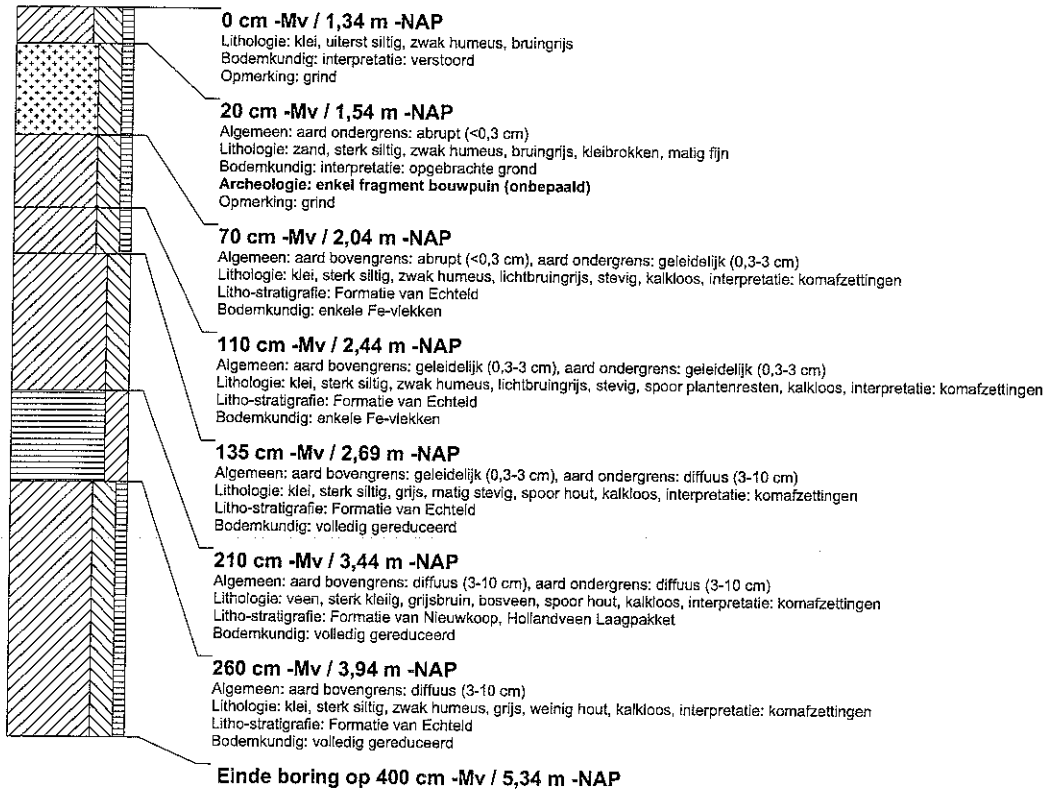 0 cm -Mv / 1,34 m -NAP
Lithologie: klei, uiterst siltig, zwak humeus, bruingrijs
Bodemkundig: interpretatie: verstoord
Opmerking: grind
20 cm -Mv / 1,54 m -NAP
Algemeen: aard ondergrens: abrupt (<0,3 cm)
Lithologie: zand, sterk siltig, zwak humeus, bruingrijs, kleibrokken, matig fijn
Bodemkundig: interpretatie: opgebrachte grond
Archeologie: enkel fragment bouwpuin (onbepaald)
Opmerking: grind
70 cm -Mv / 2,04 m -NAP
Algemeen: aard bovengrens: abrupt (<0,3 cm), aard ondergrens: geleidelijk (0,3-3 cm)
Lithologie: klei, sterk siltig, zwak humeus, lichtbruingrijs, stevig, kalkloos, interpretatie: komafzettingen
Litho-stratigrafie: Formatie van Echteld
Bodemkundig: enkele Fe-vlekken
110 cm -Mv / 2,44 m -NAP
Algemeen: aard bovengrens: geleidelijk (0,3-3 cm), aard ondergrens: geleidelijk (0,3-3 cm)
Lithologie: klei, sterk siltig, zwak humeus, lichtbruingrijs, stevig, spoor plantenresten, kalkloos, interpretatie: komafzettingen
Litho-stratigrafie: Formatie van Echteld
Bodemkundig: enkele Fe-vlekken
135 cm -Mv / 2,69 m -NAP
Algemeen: aard bovengrens: geleidelijk (0,3-3 cm), aard ondergrens: diffuus (3-10 cm)
Lithologie: klei, sterk siltig, grijs, matig stevig, spoor hout, kalkloos, interpretatie: komafzettingen
Litho-stratigrafie: Formatie van Echteld
Bodemkundig: volledig gereduceerd
210 cm -Mv / 3,44 m -NAP
Algemeen: aard bovengrens: diffuus (3-10 cm), aard ondergrens: diffuus (3-10 cm)
Lithologie: veen, sterk kleiig, grijsbruin, bosveen, spoor hout, kalkloos, interpretatie: komafzettingen
Litho-stratigrafie: Formatie van Nieuwkoop, Hollandveen Laagpakket
Bodemkundig: volledig gereduceerd
260 cm -Mv / 3,94 m -NAP
Algemeen: aard bovengrens: diffuus (3-10 cm)
Lithologie: klei, sterk siltig, zwak humeus, grijs, weinig hout, kalkloos, interpretatie: komafzettingen
Litho-stratigrafie: Formatie van Echteld
Bodemkundig: volledig gereduceerd
Einde boring op 400 cm -Mv / 5,34 m -NAP